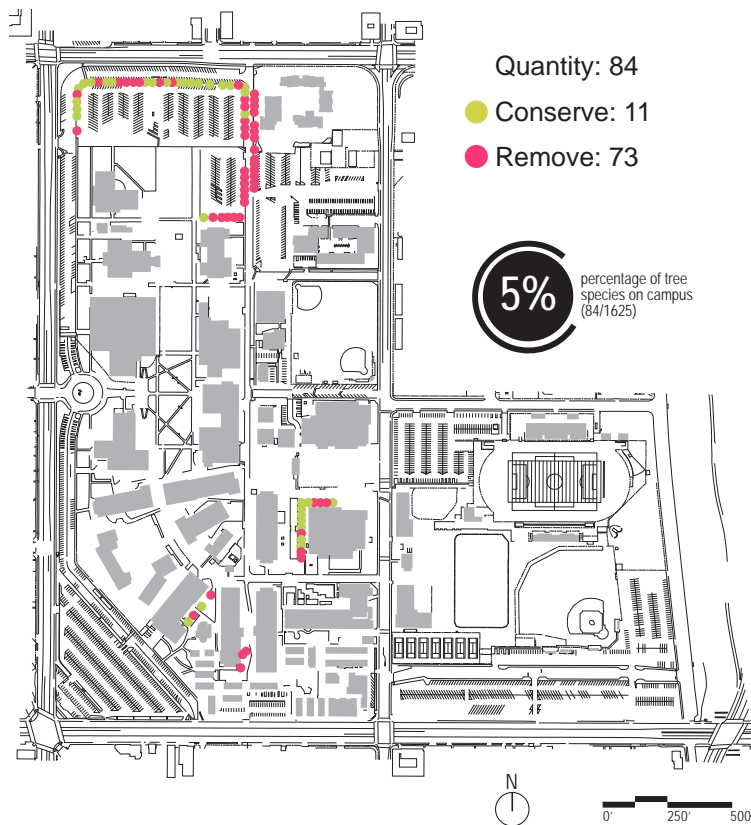 Quantity: 84
Conserve: 11
Remove: 73
5%
percentage of tree
species on campus
(84/1625)
N
0' 250' 500